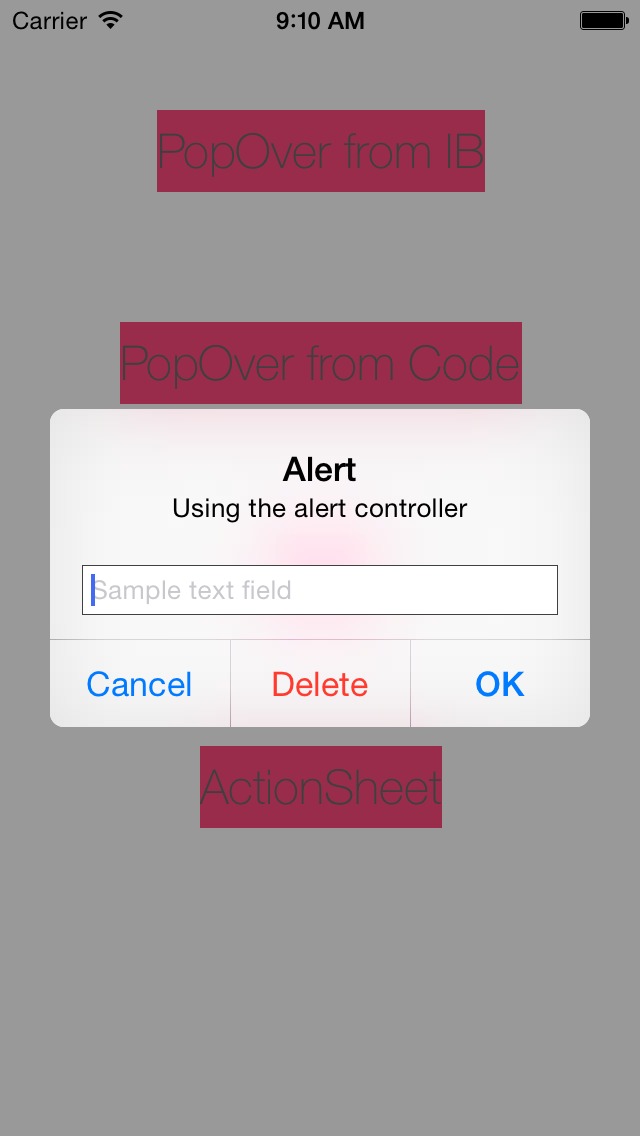 Carrier 9:10 AM
PopOver from IB
PopOver from Code
Alert
Using the alert controller
Sample text field
Cancel Delete OK
ActionSheet